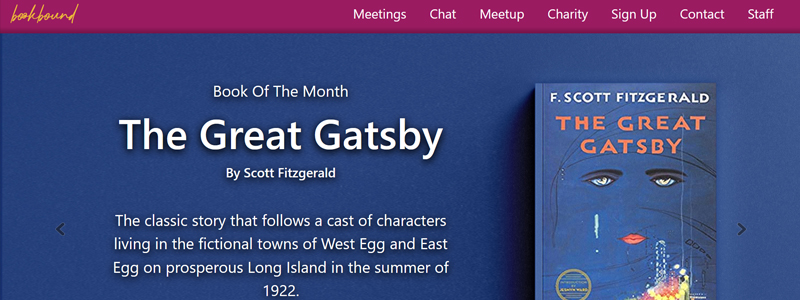 bookbound
Meetings Chat Meetup Charity Sign Up Contact Staff
Book Of The Month
The Great Gatsby
By Scott Fitzgerald
The classic story that follows a cast of characters
living in the fictional towns of West Egg and East
Egg on prosperous Long Island in the summer of
1922.
F. SCOTT FITZGERALD
THE GREAT
GATSBY